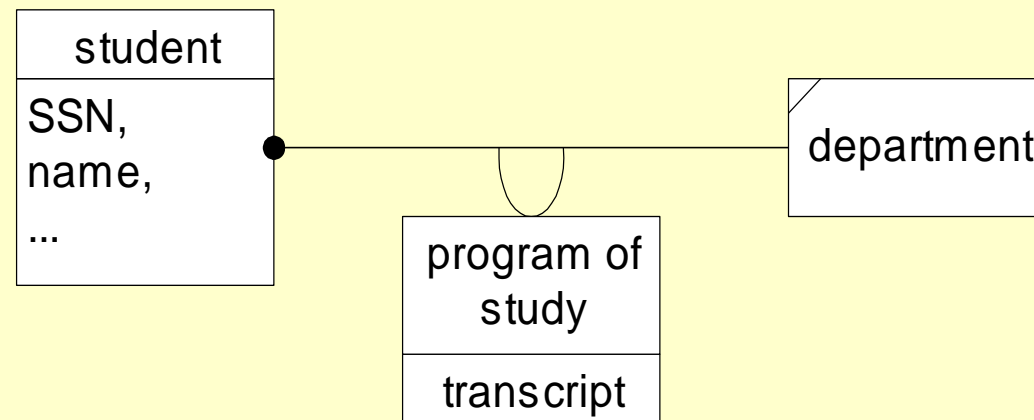 student
SSN,
name,
...
department
program of
study
transcript